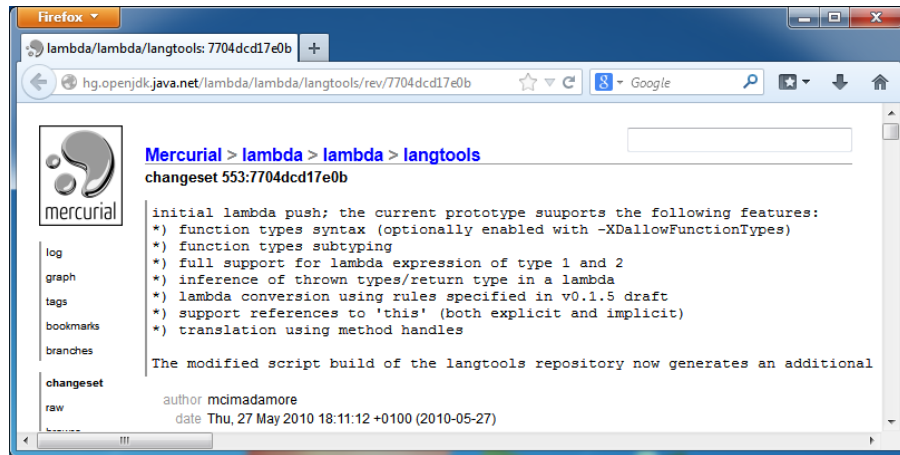 Firefox
lambda/lambda/langtools: 7704dcd17e0b
hg.openjdk.java.net/lambda/lambda/langtools/rev/7704dcd17e0b
Google
Mercurial > lambda > lambda > langtools
changeset 553:7704dcd17e0b
mercurial
log
graph
tags
bookmarks
branches
changeset
raw
initial lambda push; the current prototype suuports the following features:
*) function types syntax (optionally enabled with -XDallowFunctionTypes)
*) function types subtyping
*) full support for lambda expression of type 1 and 2
*) inference of thrown types/return type in a lambda
*) lambda conversion using rules specified in v0.1.5 draft
*) support references to 'this' (both explicit and implicit)
*) translation using method handles
The modified script build of the langtools repository now generates an additional
author mcimadamore
date Thu, 27 May 2010 18:11:12 +0100 (2010-05-27)